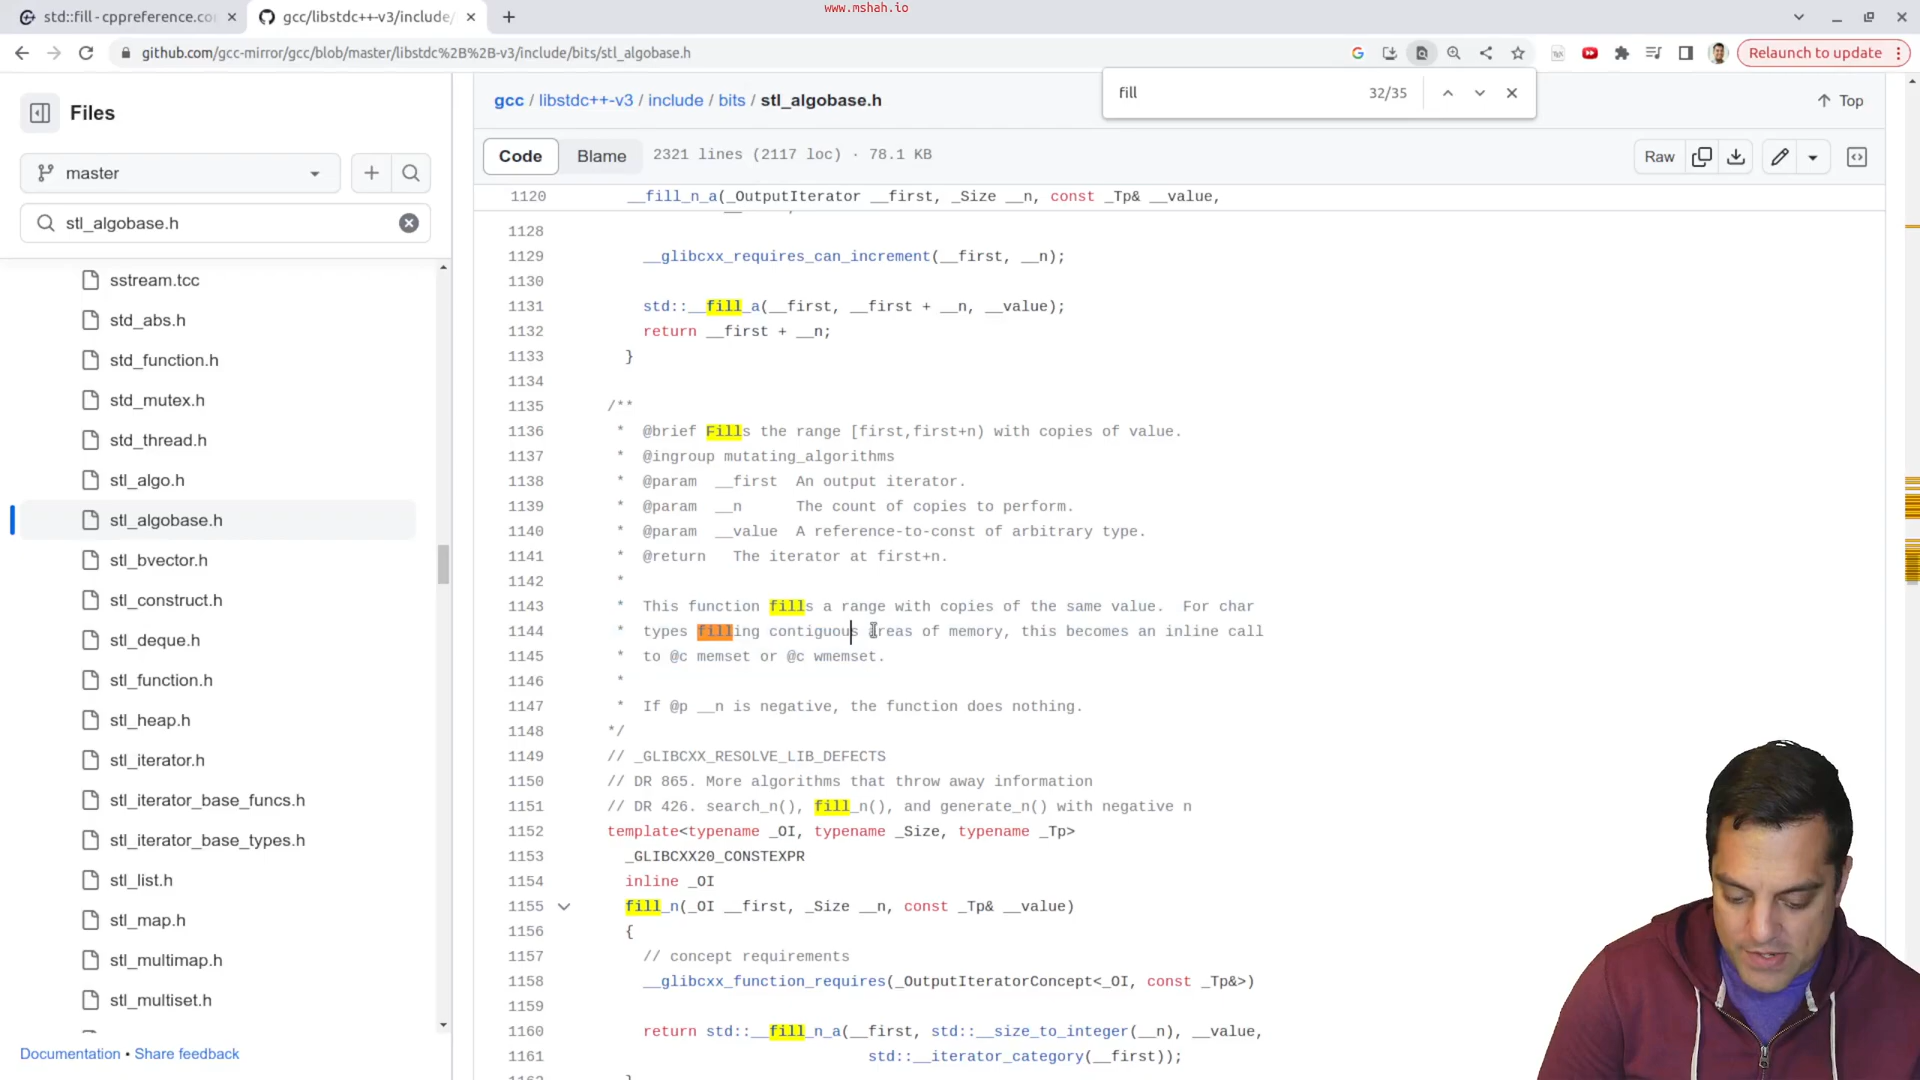 www.mshah.io
std::fill - cppreference.co
gcc/libstdc++-v3/include/
github.com/gcc-mirror/gcc/blob/master/libstdc%2B%2B-v3/include/bits/stl_algobase.h
Relaunch to update
fill
32/35
Files
master
stl_algobase.h
sstream.tcc
std_abs.h
std_function.h
std_mutex.h
std_thread.h
stl_algo.h
stl_algobase.h
stl_bvector.h
stl_construct.h
stl_deque.h
stl_function.h
stl_heap.h
stl_iterator.h
stl_iterator_base_funcs.h
stl_iterator_base_types.h
stl_list.h
stl_map.h
stl_multimap.h
stl_multiset.h
Documentation • Share feedback
gcc / libstdc++-v3 / include / bits / stl_algobase.h
Top
Code Blame 2321 lines (2117 loc) · 78.1 KB
Raw
1120 __fill_n_a(_OutputIterator __first, _Size __n, const _Tp& __value,
1128
1129 __glibcxx_requires_can_increment(__first, __n);
1130
1131 std::__fill_a(__first, __first + __n, __value);
1132 return __first + __n;
1133 }
1134
1135 /**
1136 * @brief Fills the range [first,first+n) with copies of value.
1137 * @ingroup mutating_algorithms
1138 * @param __first An output iterator.
1139 * @param __n The count of copies to perform.
1140 * @param __value A reference-to-const of arbitrary type.
1141 * @return The iterator at first+n.
1142 *
1143 * This function fills a range with copies of the same value. For char
1144 * types filling contiguous areas of memory, this becomes an inline call
1145 * to @c memset or @c wmemset.
1146 *
1147 * If @p __n is negative, the function does nothing.
1148 */
1149 // _GLIBCXX_RESOLVE_LIB_DEFECTS
1150 // DR 865. More algorithms that throw away information
1151 // DR 426. search_n(), fill_n(), and generate_n() with negative n
1152 template<typename _OI, typename _Size, typename _Tp>
1153 _GLIBCXX20_CONSTEXPR
1154 inline _OI
1155 fill_n(_OI __first, _Size __n, const _Tp& __value)
1156 {
1157 // concept requirements
1158 __glibcxx_function_requires(_OutputIteratorConcept<_OI, const _Tp&>)
1159
1160 return std::__fill_n_a(__first, std::__size_to_integer(__n), __value,
1161 std::__iterator_category(__first));